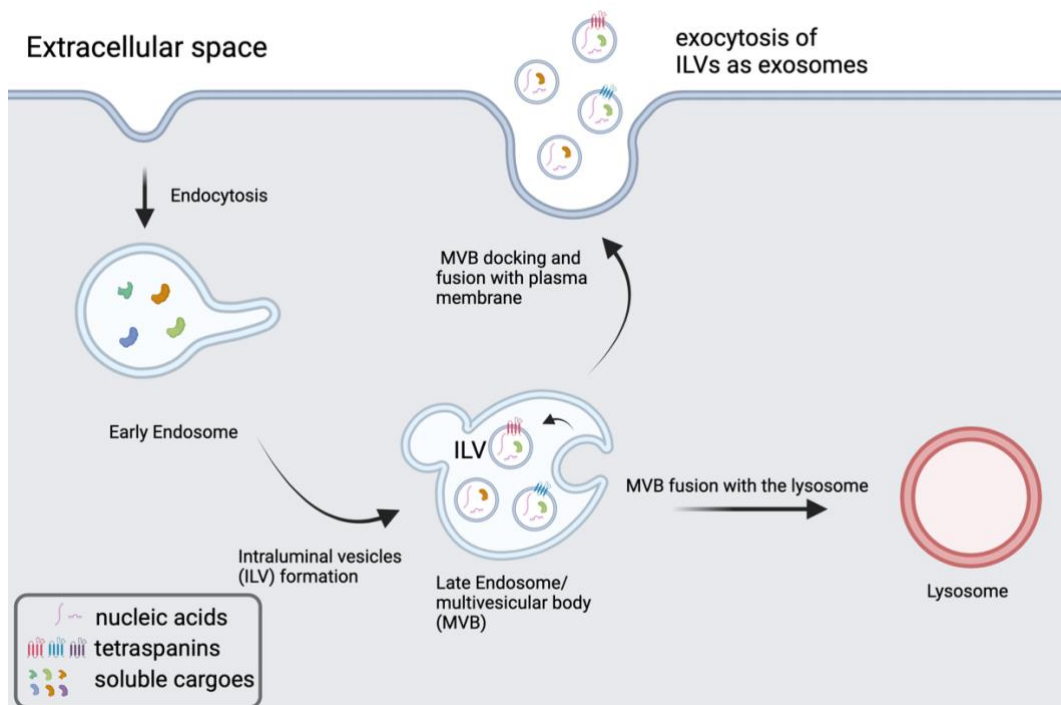 Extracellular space
exocytosis of
ILVs as exosomes
Endocytosis
MVB docking and
fusion with plasma
membrane
Early Endosome
ILV
MVB fusion with the lysosome
Intraluminal vesicles
(ILV) formation
Late Endosome/
multivesicular body
(MVB)
Lysosome
nucleic acids
tetraspanins
soluble cargoes